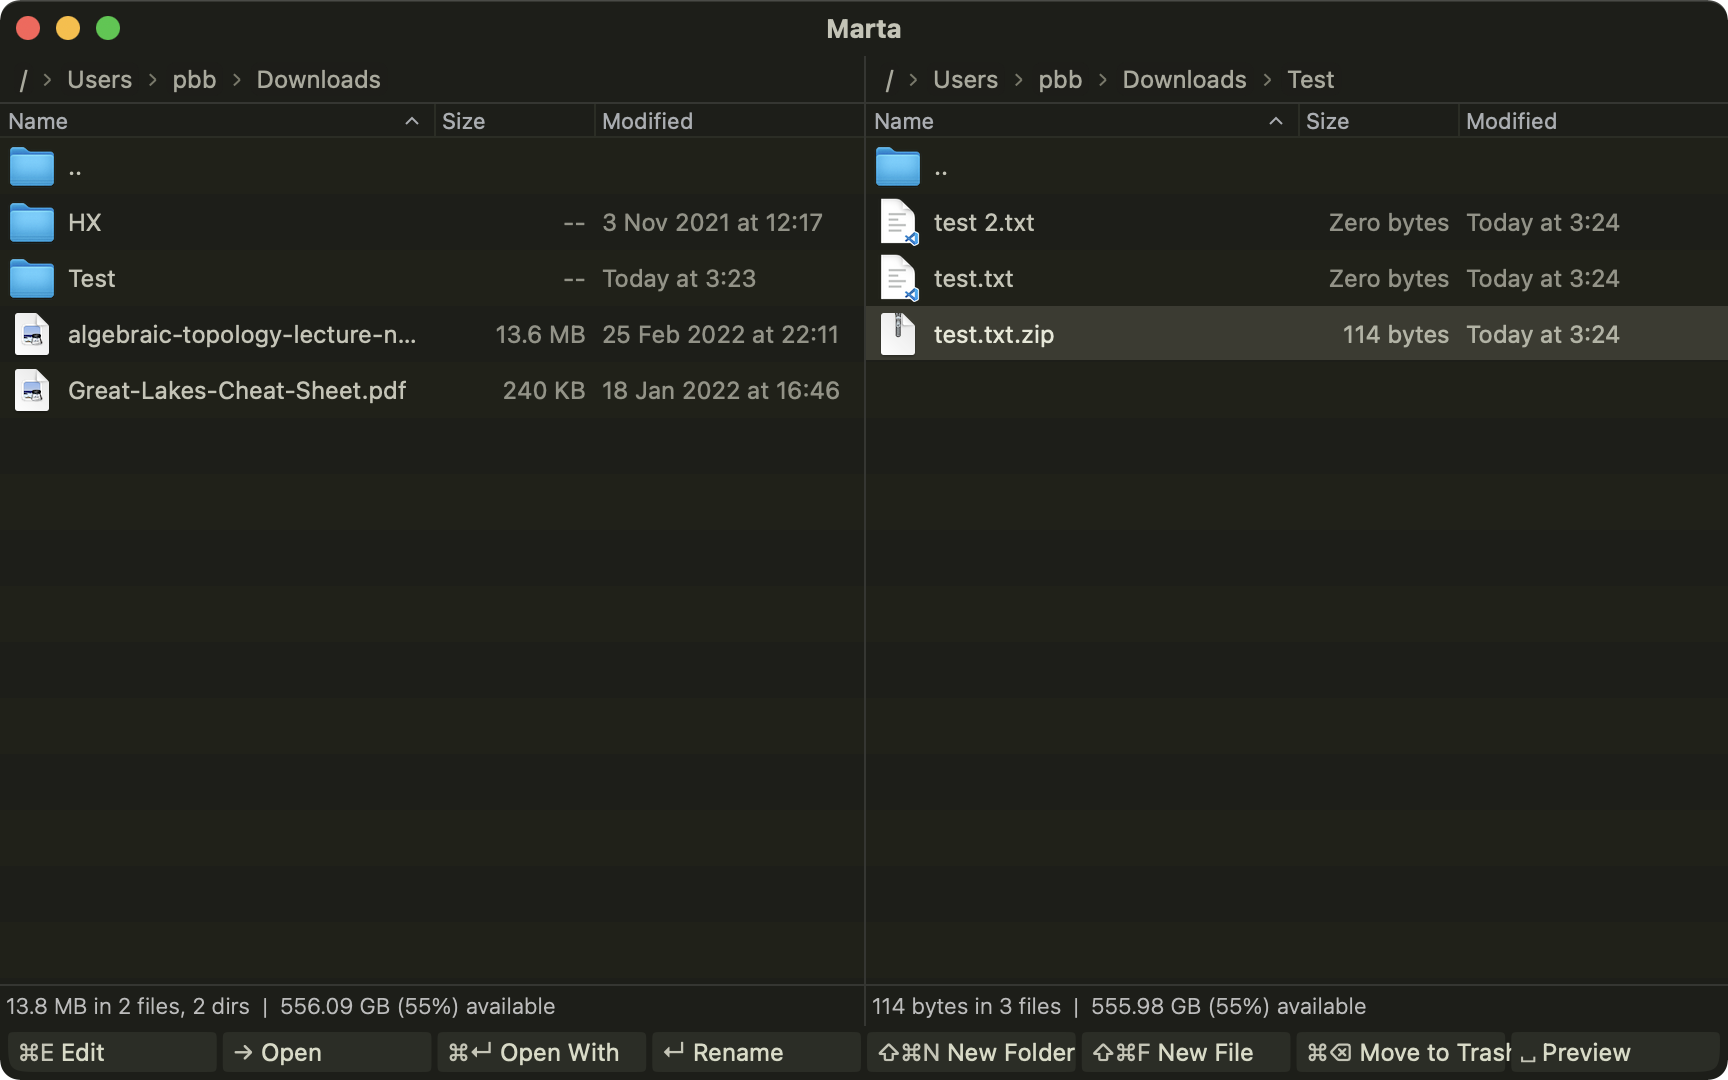 Marta
/ > Users > pbb > Downloads
Name Size Modified
..
HX -- 3 Nov 2021 at 12:17
Test -- Today at 3:23
algebraic-topology-lecture-n... 13.6 MB 25 Feb 2022 at 22:11
Great-Lakes-Cheat-Sheet.pdf 240 KB 18 Jan 2022 at 16:46
13.8 MB in 2 files, 2 dirs | 556.09 GB (55%) available
/ > Users > pbb > Downloads > Test
Name Size Modified
..
test 2.txt Zero bytes Today at 3:24
test.txt Zero bytes Today at 3:24
test.txt.zip 114 bytes Today at 3:24
114 bytes in 3 files | 555.98 GB (55%) available
⌘E Edit → Open ⌘↩ Open With ↩ Rename ⇧⌘N New Folder ⇧⌘F New File ⌘⌫ Move to Trash ⎵ Preview